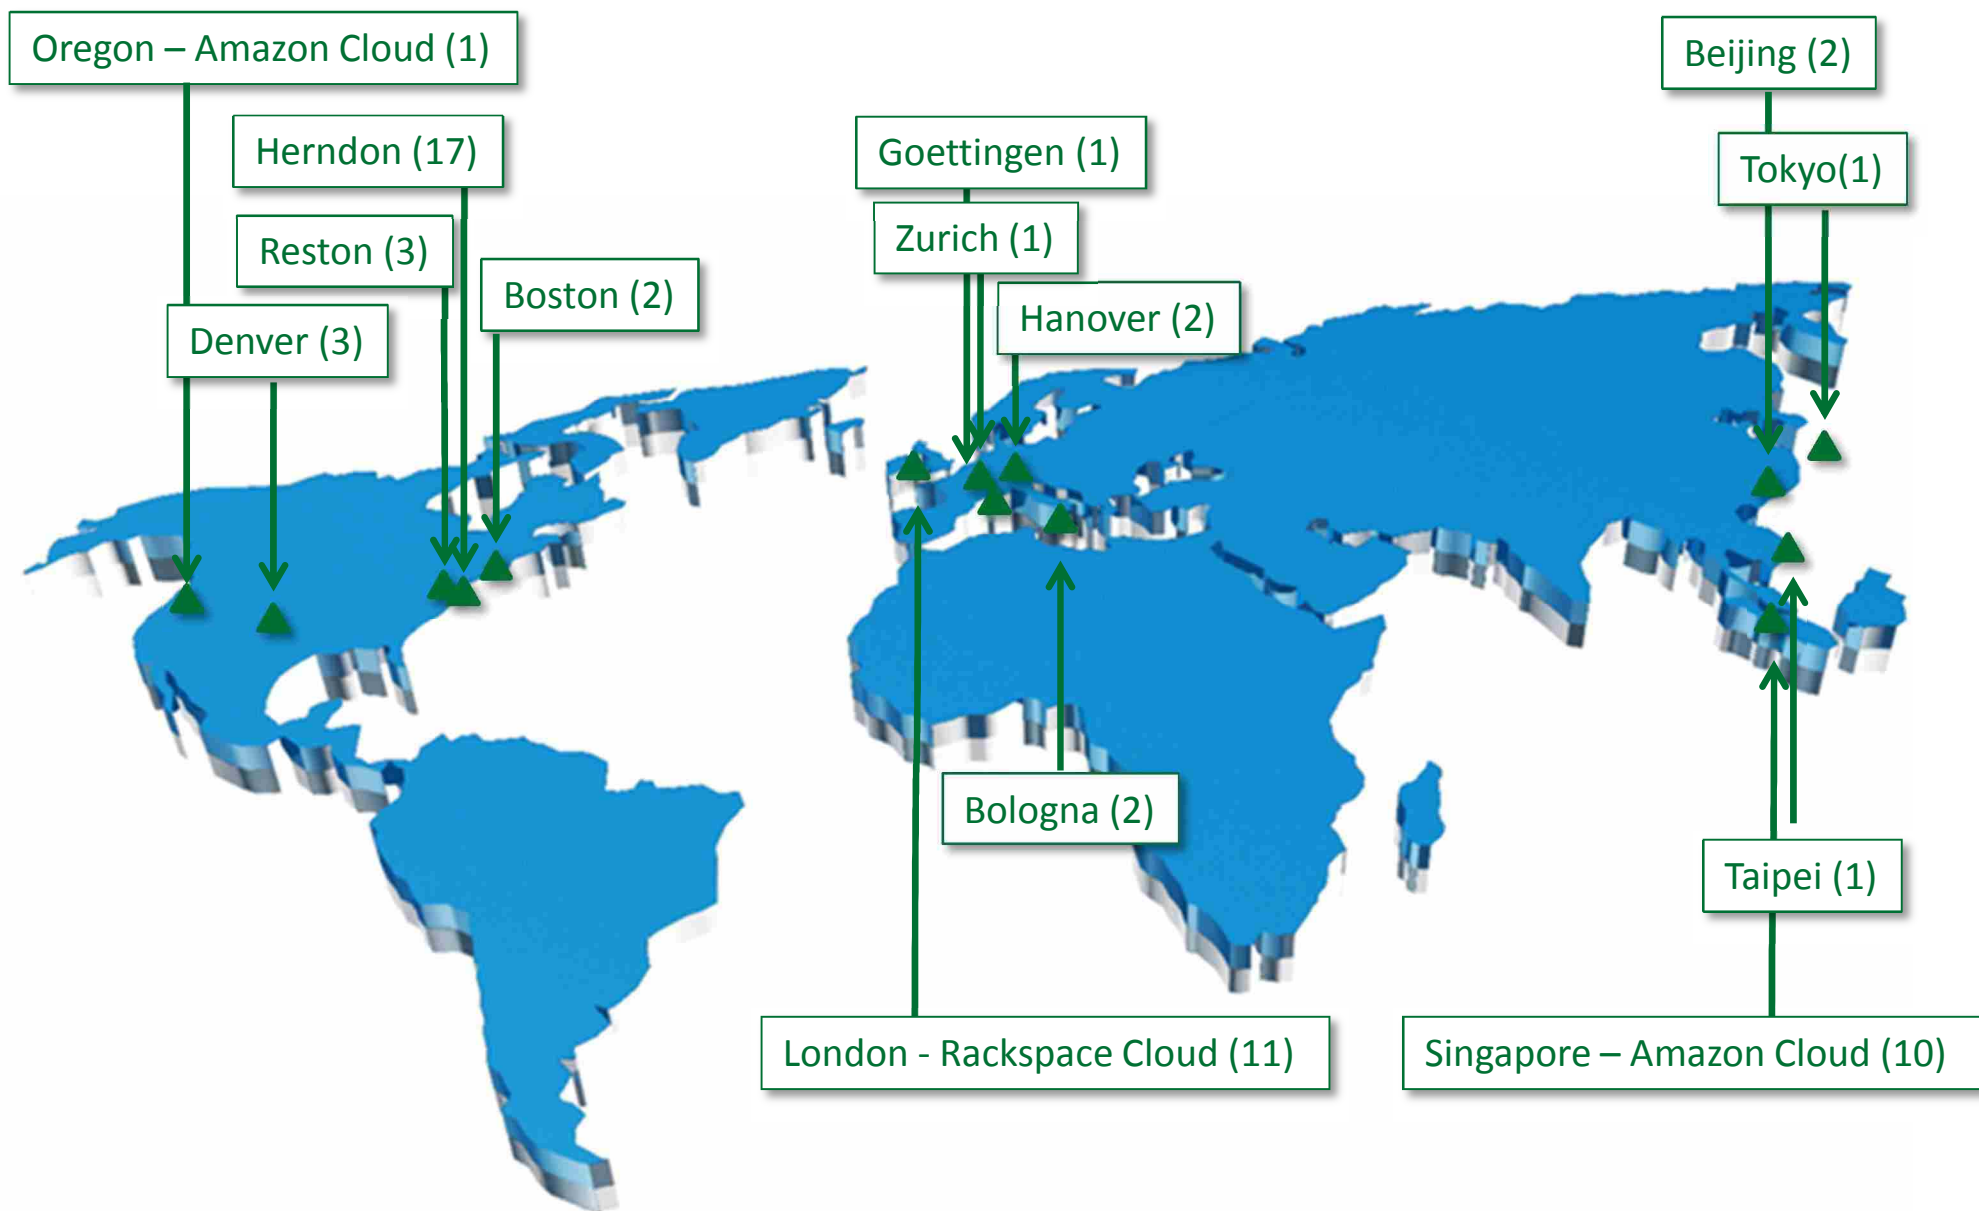 Oregon – Amazon Cloud (1)
Beijing (2)
Herndon (17)
Goettingen (1)
Tokyo(1)
Reston (3)
Zurich (1)
Boston (2)
Hanover (2)
Denver (3)
Bologna (2)
Taipei (1)
London - Rackspace Cloud (11)
Singapore – Amazon Cloud (10)